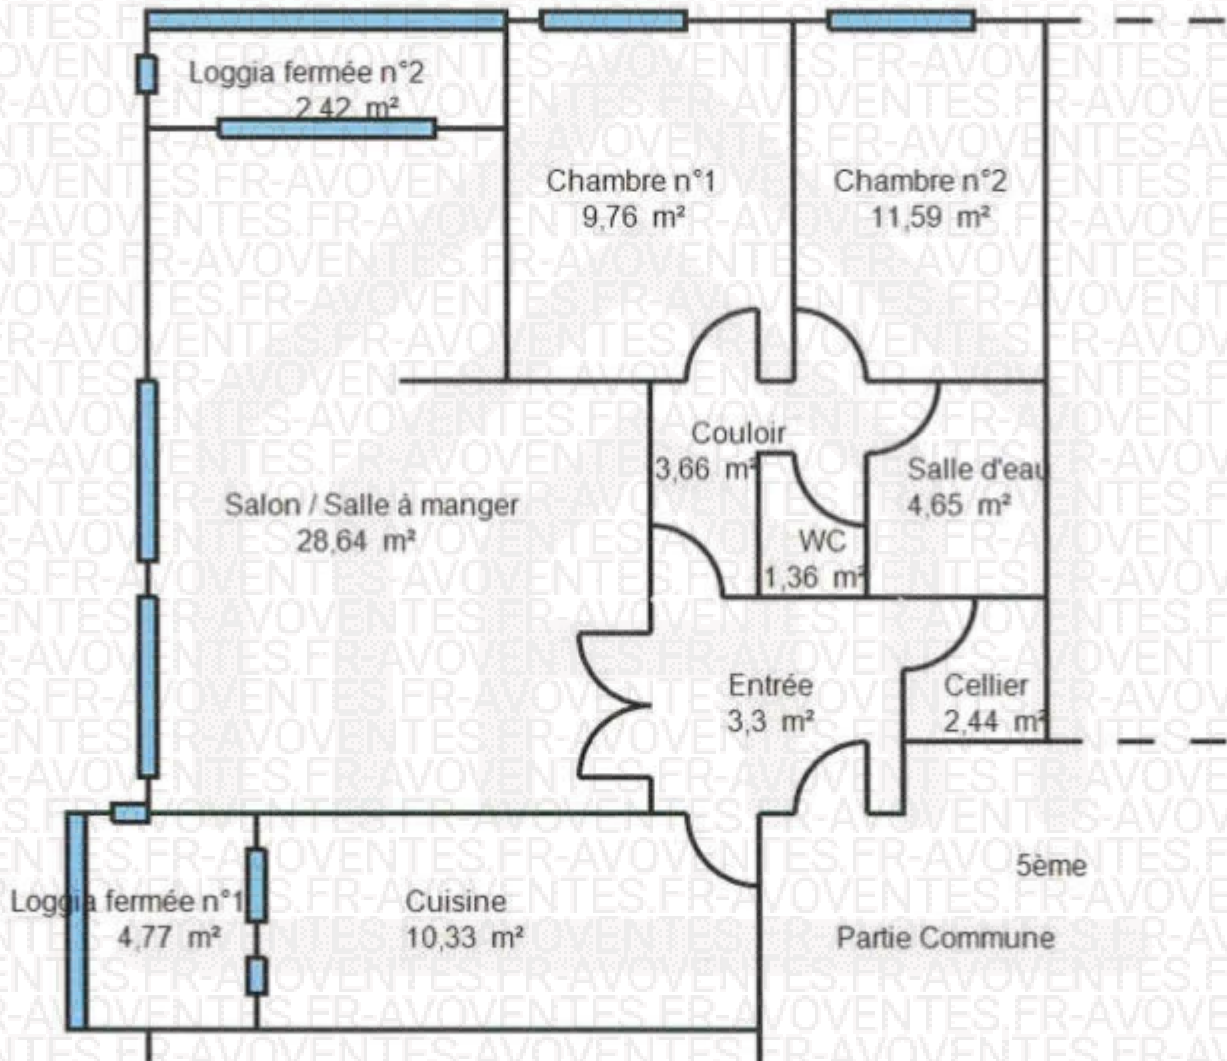 Loggia fermée n°2
2,42 m²
Chambre n°1
9,76 m²
Chambre n°2
11,59 m²
Couloir
3,66 m²
Salle d'eau
4,65 m²
Salon / Salle à manger
28,64 m²
WC
1,36 m²
Entrée
3,3 m²
Cellier
2,44 m²
5ème
Loggia fermée n°1
4,77 m²
Cuisine
10,33 m²
Partie Commune
AVOVENTES.FR